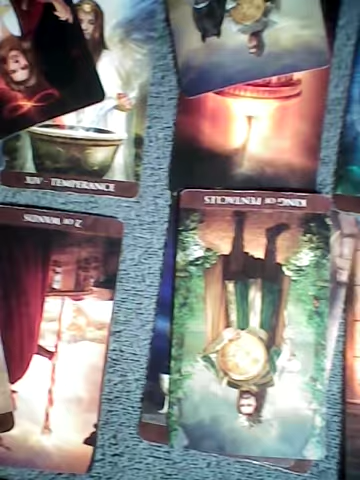 XIV - TEMPERANCE
KING OF PENTACLES
2 OF WANDS